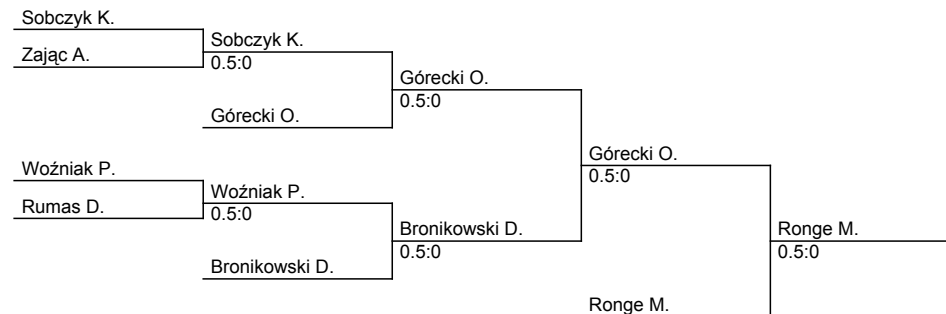 Sobczyk K.
Zając A.
Sobczyk K.
0.5:0
Górecki O.
Górecki O.
0.5:0
Woźniak P.
Rumas D.
Woźniak P.
0.5:0
Bronikowski D.
Bronikowski D.
0.5:0
Górecki O.
0.5:0
Ronge M.
Ronge M.
0.5:0